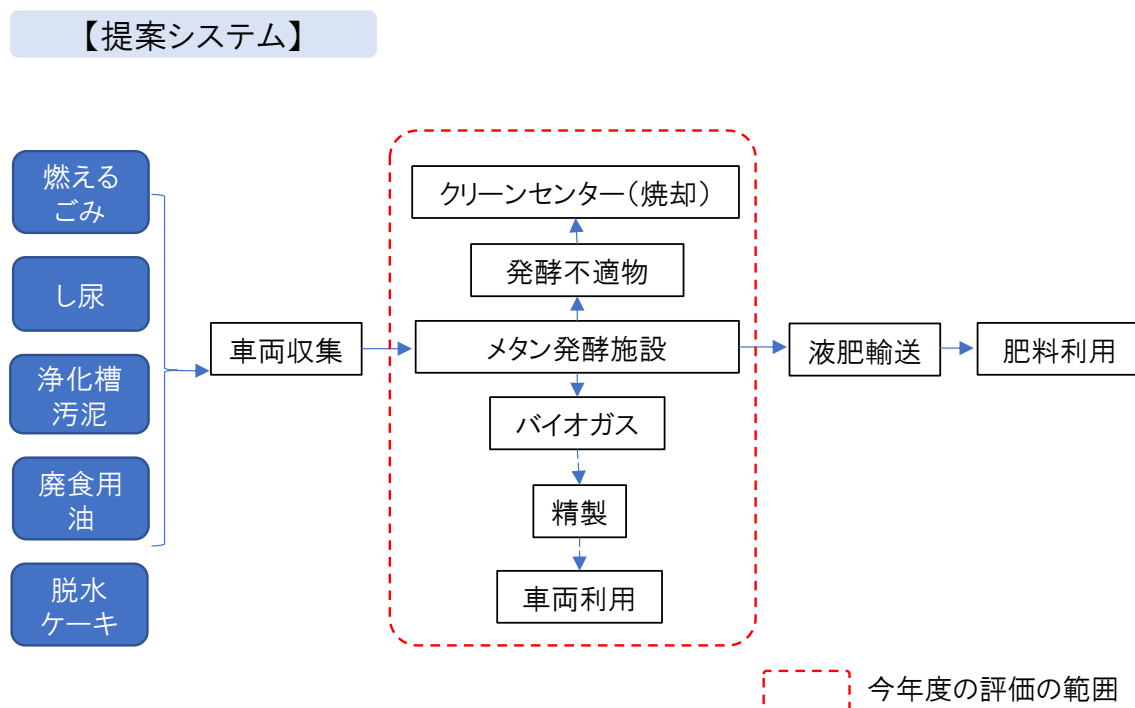 【提案システム】
燃える
ごみ
し尿
浄化槽
汚泥
廃食用
油
脱水
ケーキ
車両収集
クリーンセンター(焼却)
発酵不適物
メタン発酵施設
バイオガス
精製
車両利用
液肥輸送
肥料利用
今年度の評価の範囲